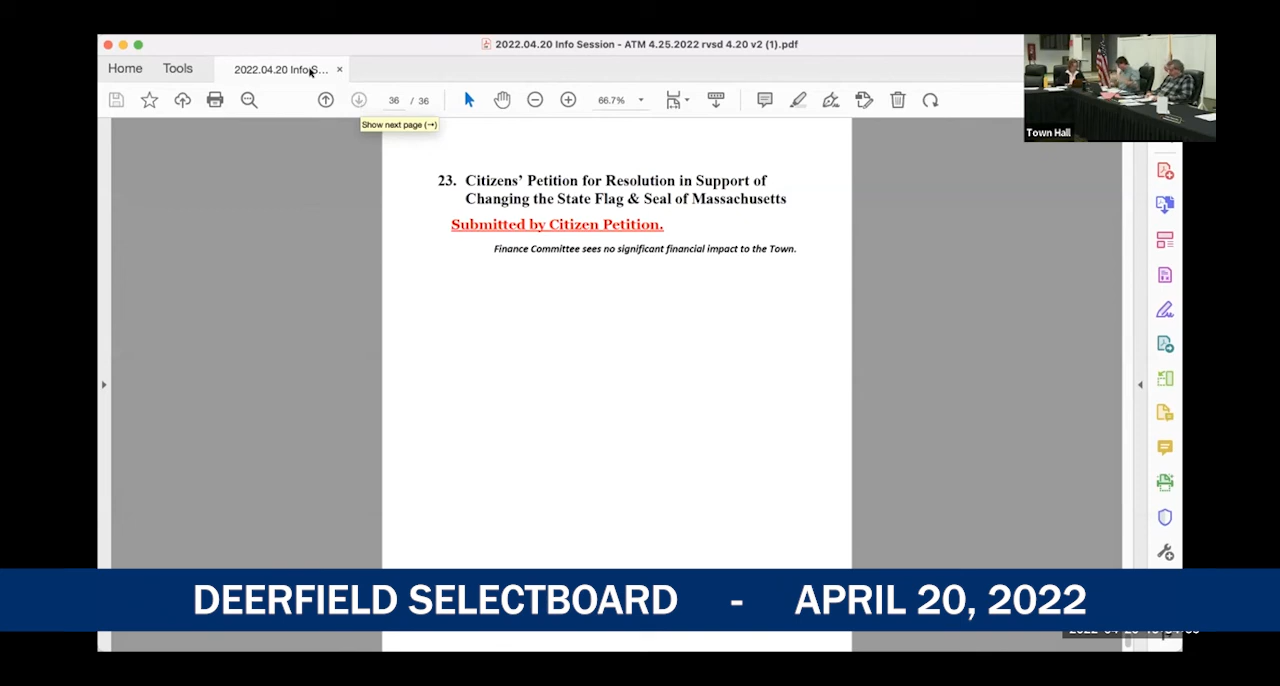 2022.04.20 Info Session - ATM 4.25.2022 rvsd 4.20 v2 (1).pdf
Home
Tools
2022.04.20 Info S... ×
36 / 36
66.7%
Show next page (→)
Town Hall
23. Citizens’ Petition for Resolution in Support of
Changing the State Flag & Seal of Massachusetts
Submitted by Citizen Petition.
Finance Committee sees no significant financial impact to the Town.
DEERFIELD SELECTBOARD - APRIL 20, 2022